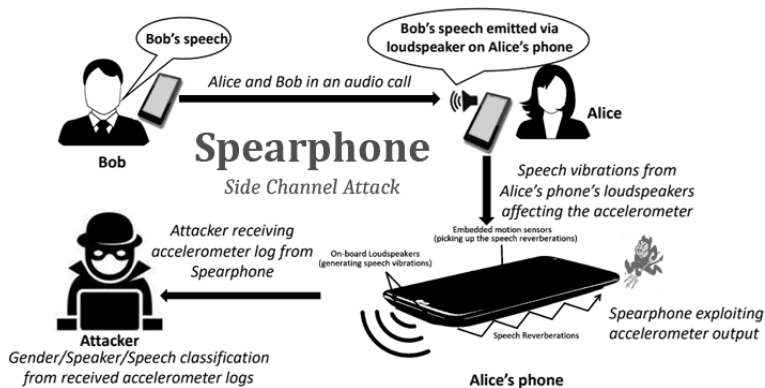 Bob's speech
Bob's speech emitted via
loudspeaker on Alice's phone
Alice and Bob in an audio call
Bob
Alice
Spearphone
Side Channel Attack
Speech vibrations from
Alice's phone's loudspeakers
affecting the accelerometer
Attacker receiving
accelerometer log from
Spearphone
Embedded motion sensors
(picking up the speech reverberations)
On-board Loudspeakers
(generating speech vibrations)
Speech Reverberations
Spearphone exploiting
accelerometer output
Attacker
Gender/Speaker/Speech classification
from received accelerometer logs
Alice's phone